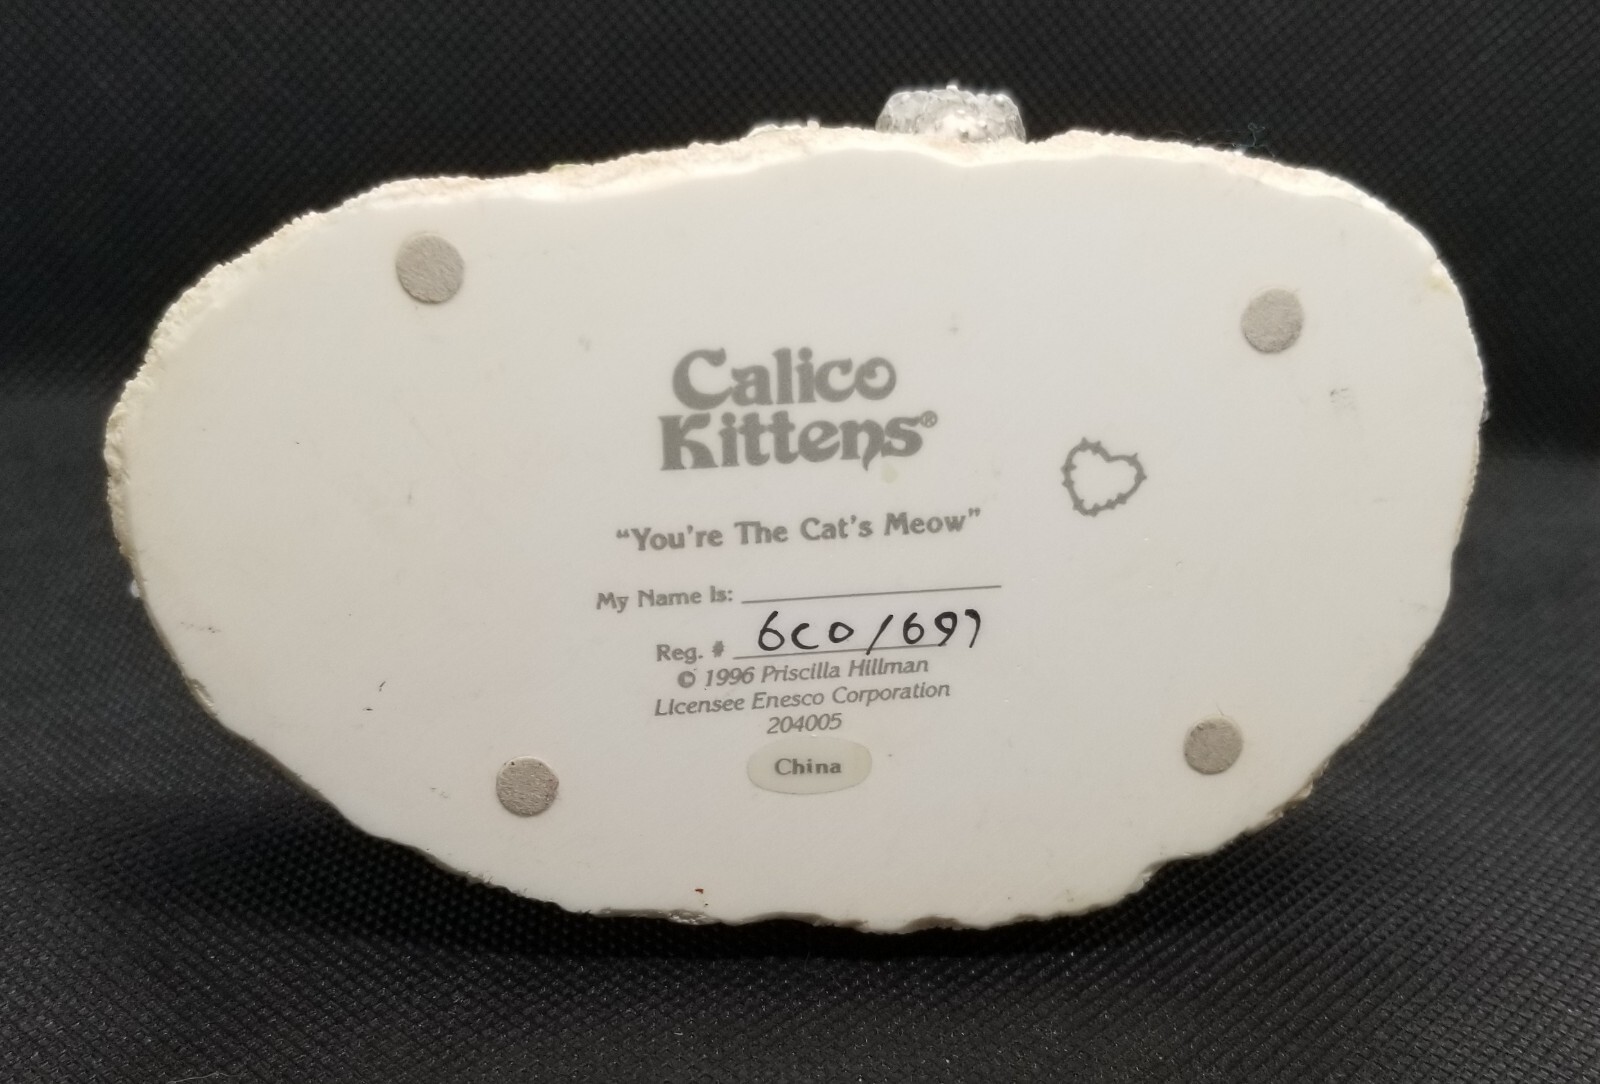 Calico
Kittens®
“You're The Cat's Meow”
My Name Is:
Reg. # 6C0/697
© 1996 Priscilla Hillman
Licensee Enesco Corporation
204005
China